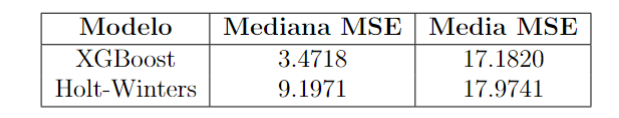 Modelo Mediana MSE Media MSE
XGBoost 3.4718 17.1820
Holt-Winters 9.1971 17.9741